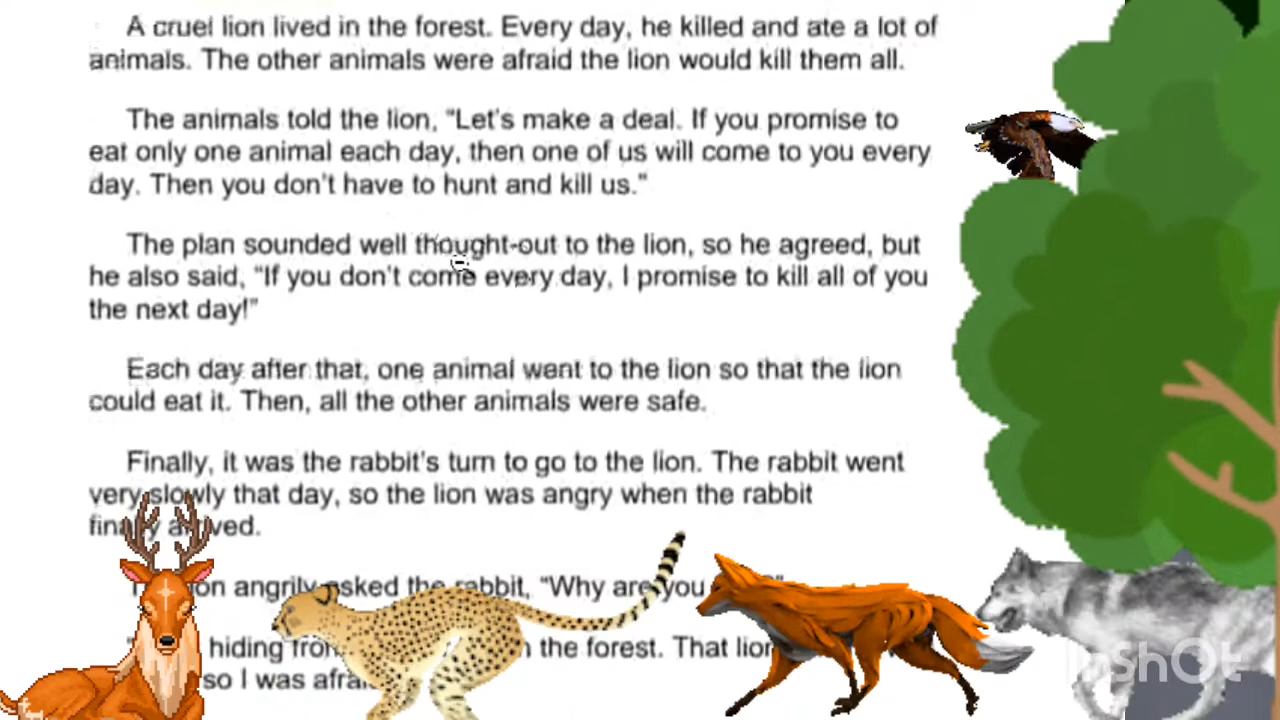 A cruel lion lived in the forest. Every day, he killed and ate a lot of
animals. The other animals were afraid the lion would kill them all.
The animals told the lion, "Let's make a deal. If you promise to
eat only one animal each day, then one of us will come to you every
day. Then you don't have to hunt and kill us."
The plan sounded well thought-out to the lion, so he agreed, but
he also said, "If you don't come every day, I promise to kill all of you
the next day!"
Each day after that, one animal went to the lion so that the lion
could eat it. Then, all the other animals were safe.
Finally, it was the rabbit's turn to go to the lion. The rabbit went
very slowly that day, so the lion was angry when the rabbit
finally arrived.
angrily asked the rabbit, "Why are you
hiding the forest. That lion
so I was
InShOt